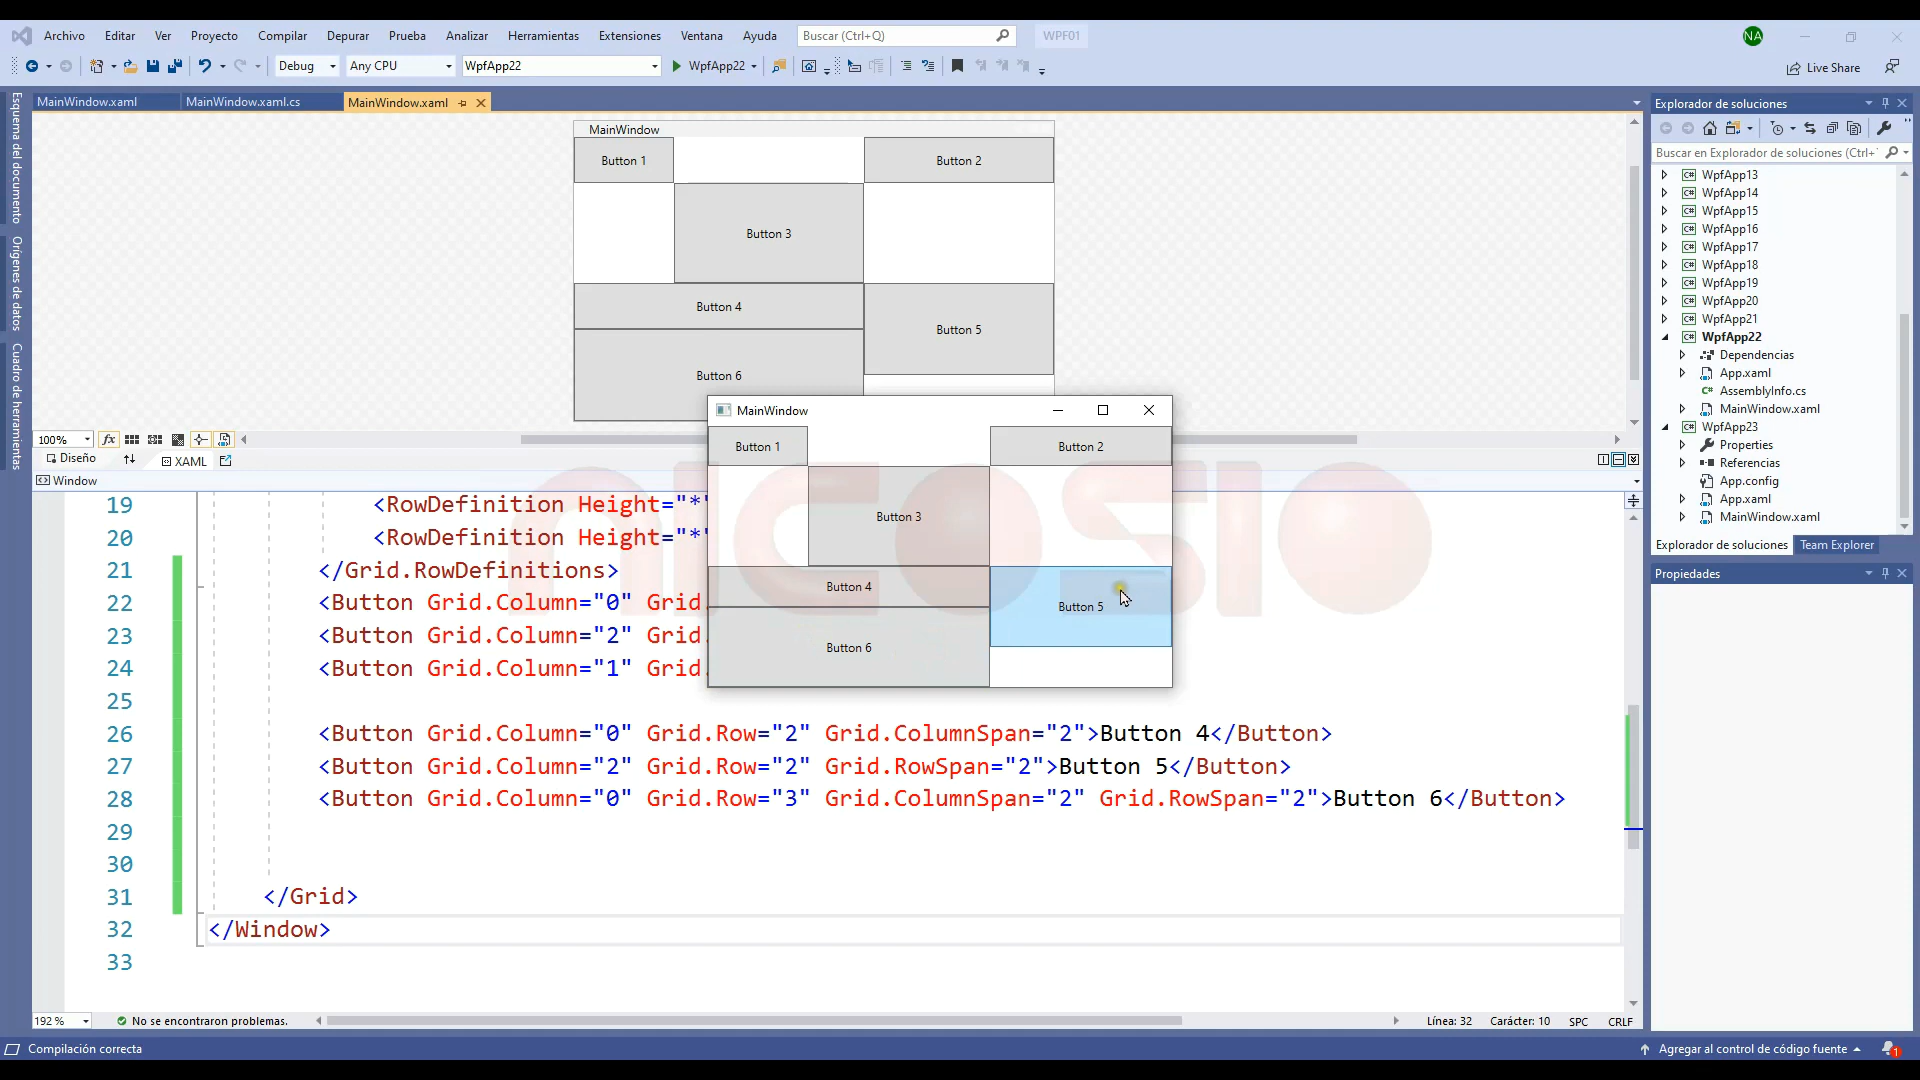 Archivo Editar Ver Proyecto Compilar Depurar Prueba Analizar Herramientas Extensiones Ventana Ayuda Buscar (Ctrl+Q) WPF01 NA
Debug Any CPU WpfApp22 WpfApp22 Live Share
MainWindow.xaml MainWindow.xaml.cs MainWindow.xaml
Esquema del documento
Orígenes de datos
Cuadro de herramientas
MainWindow
Button 1
Button 2
Button 3
Button 4
Button 5
Button 6
100%
Diseño XAML
Window
MainWindow
Button 1
Button 2
Button 3
Button 4
Button 5
Button 6
NICOSIO
19 <RowDefinition Height="*"
20 <RowDefinition Height="*"
21 </Grid.RowDefinitions>
22 <Button Grid.Column="0" Grid.
23 <Button Grid.Column="2" Grid.
24 <Button Grid.Column="1" Grid.
25
26 <Button Grid.Column="0" Grid.Row="2" Grid.ColumnSpan="2">Button 4</Button>
27 <Button Grid.Column="2" Grid.Row="2" Grid.RowSpan="2">Button 5</Button>
28 <Button Grid.Column="0" Grid.Row="3" Grid.ColumnSpan="2" Grid.RowSpan="2">Button 6</Button>
29
30
31 </Grid>
32 </Window>
33
192 % No se encontraron problemas. Línea: 32 Carácter: 10 SPC CRLF
Compilación correcta Agregar al control de código fuente 1
Explorador de soluciones
Buscar en Explorador de soluciones (Ctrl+
WpfApp13
WpfApp14
WpfApp15
WpfApp16
WpfApp17
WpfApp18
WpfApp19
WpfApp20
WpfApp21
WpfApp22
Dependencias
App.xaml
AssemblyInfo.cs
MainWindow.xaml
WpfApp23
Properties
Referencias
App.config
App.xaml
MainWindow.xaml
Explorador de soluciones Team Explorer
Propiedades